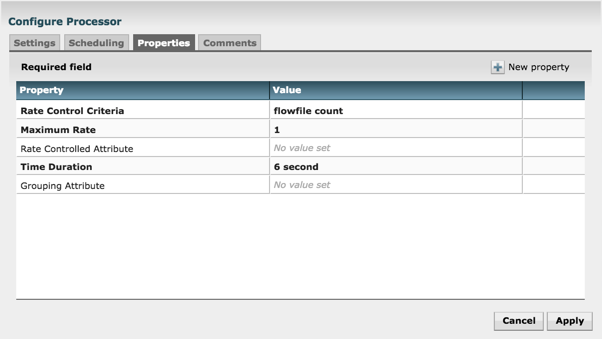 Configure Processor
Settings Scheduling Properties Comments
Required field New property
Property Value
Rate Control Criteria flowfile count
Maximum Rate 1
Rate Controlled Attribute No value set
Time Duration 6 second
Grouping Attribute No value set
Cancel Apply